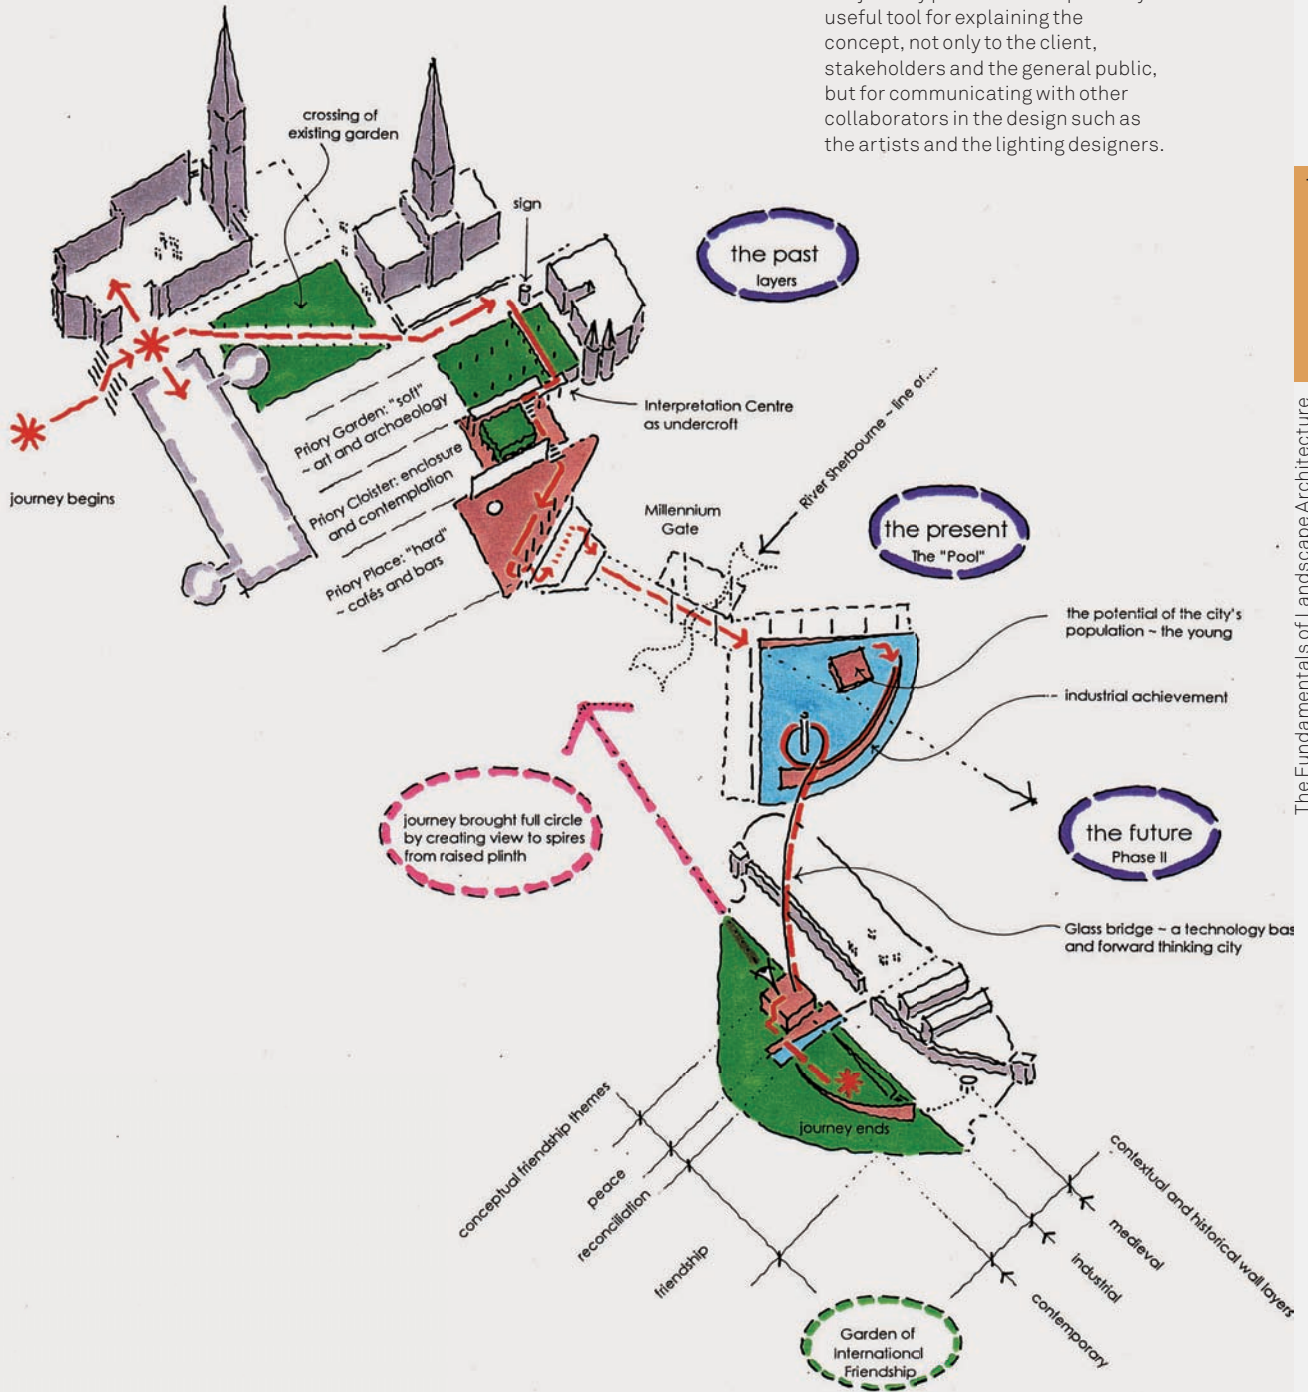 useful tool for explaining the
concept, not only to the client,
stakeholders and the general public,
but for communicating with other
collaborators in the design such as
the artists and the lighting designers.
crossing of
existing garden
sign
the past
layers
Interpretation Centre
as undercroft
journey begins
Priory Garden: "soft"
~ art and archaeology
Priory Cloister: enclosure
and contemplation
Priory Place: "hard"
~ cafés and bars
River Sherbourne ~ line of....
Millennium
Gate
the present
The "Pool"
the potential of the city's
population ~ the young
industrial achievement
journey brought full circle
by creating view to spires
from raised plinth
the future
Phase II
Glass bridge ~ a technology bas
and forward thinking city
journey ends
conceptual friendship themes
peace
reconciliation
friendship
contextual and historical wall layers
medieval
industrial
contemporary
Garden of
International
Friendship
The Fundamentals of Landscape Architecture